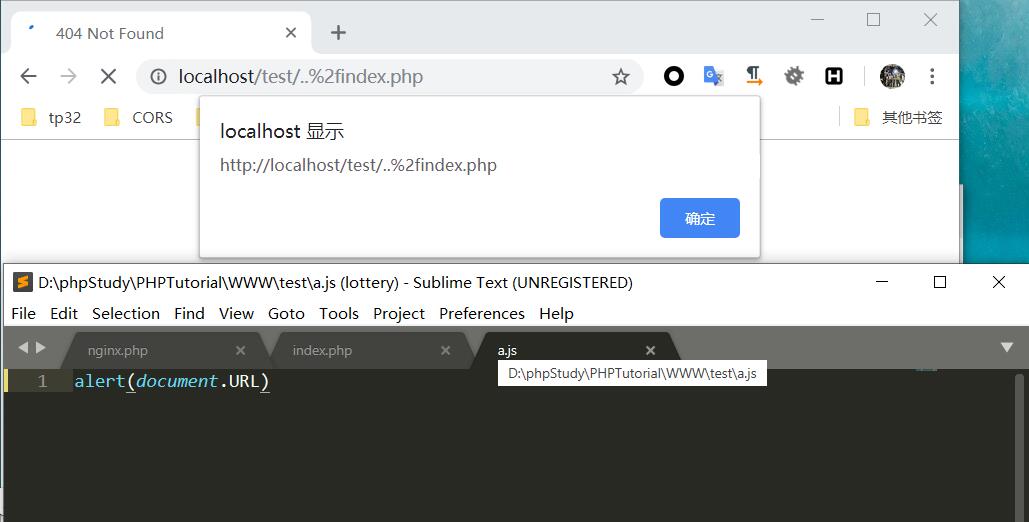 404 Not Found
localhost/test/..%2findex.php
tp32
CORS
其他书签
localhost 显示
http://localhost/test/..%2findex.php
确定
D:\phpStudy\PHPTutorial\WWW\test\a.js (lottery) - Sublime Text (UNREGISTERED)
File Edit Selection Find View Goto Tools Project Preferences Help
nginx.php
index.php
a.js
D:\phpStudy\PHPTutorial\WWW\test\a.js
1 alert(document.URL)